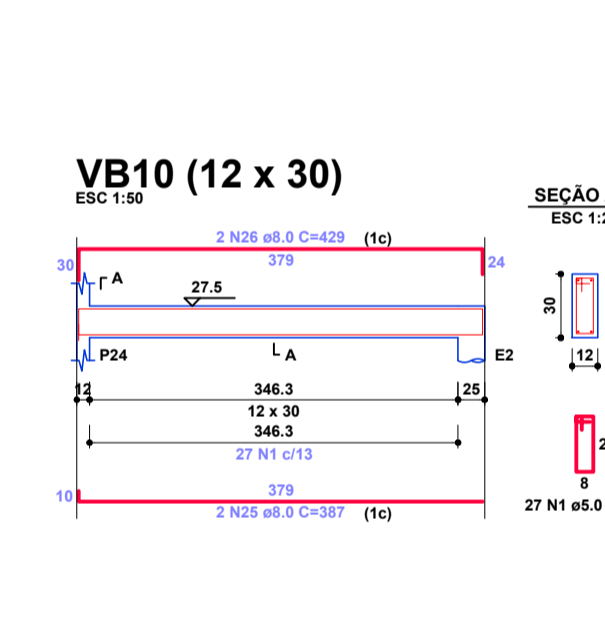 VB10 (12 x 30)
ESC 1:50
SEÇÃO
ESC 1:2
2 N26 ø8.0 C=429 (1c)
30 379 24
A
27.5
30
P24 A E2
12
12 346.3 25
12 x 30
346.3
27 N1 c/13
2
8
10 379
2 N25 ø8.0 C=387 (1c)
27 N1 ø5.0